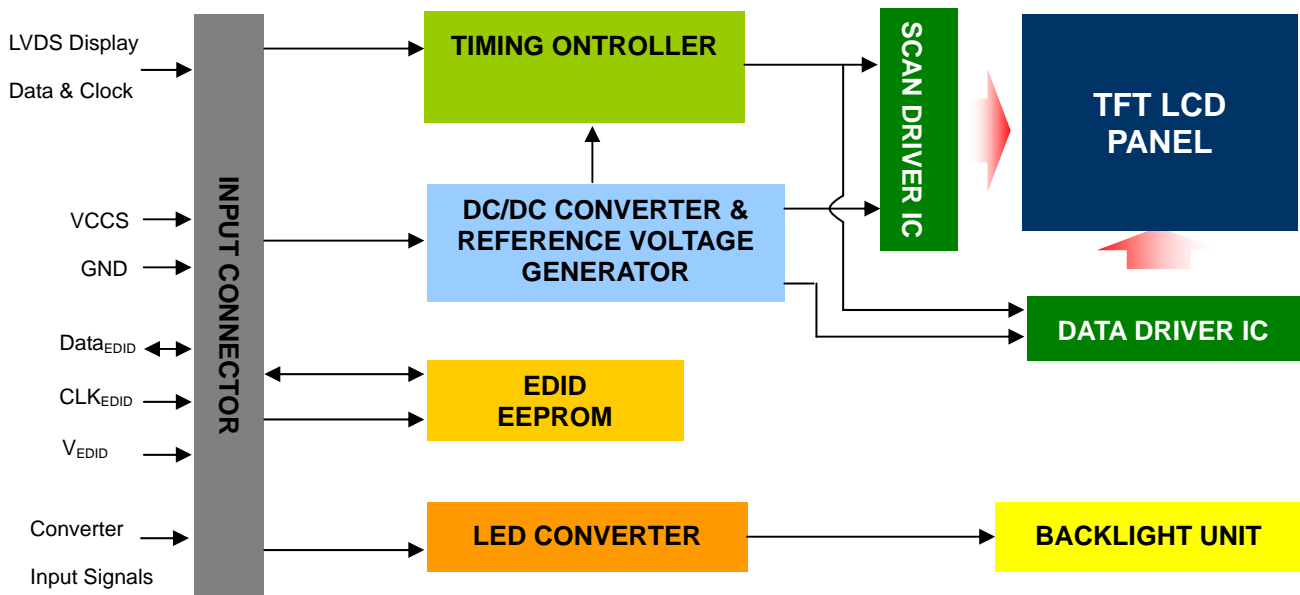 LVDS Display
Data & Clock
VCCS
GND
DataEDID
CLKEDID
VEDID
Converter
Input Signals
INPUT CONNECTOR
TIMING ONTROLLER
DC/DC CONVERTER &
REFERENCE VOLTAGE
GENERATOR
EDID
EEPROM
LED CONVERTER
SCAN DRIVER IC
TFT LCD
PANEL
DATA DRIVER IC
BACKLIGHT UNIT